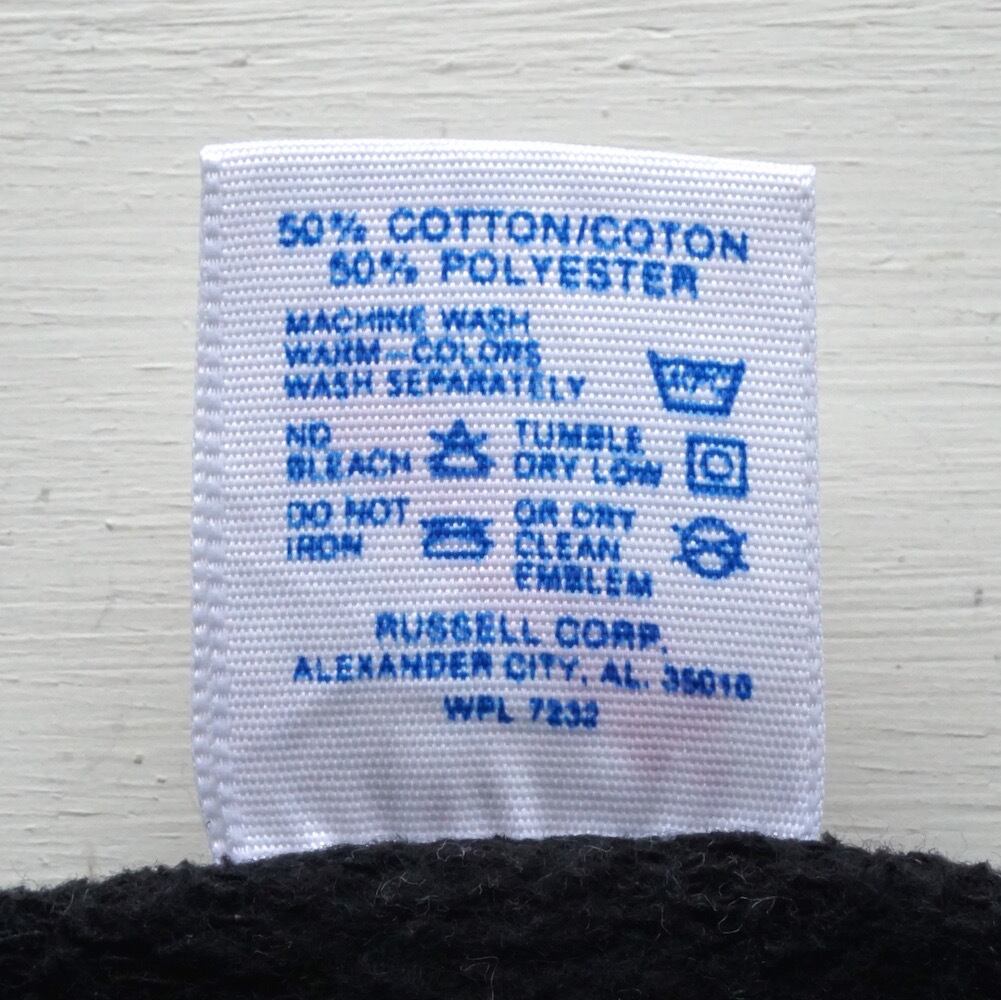 50% COTTON/COTON
50% POLYESTER
MACHINE WASH
WARM-COLORS
WASH SEPARATELY
40°C
NO
BLEACH
TUMBLE
DRY LOW
DO NOT
IRON
OR DRY
CLEAN
EMBLEM
RUSSELL CORP.
ALEXANDER CITY, AL. 35010
WPL 7232